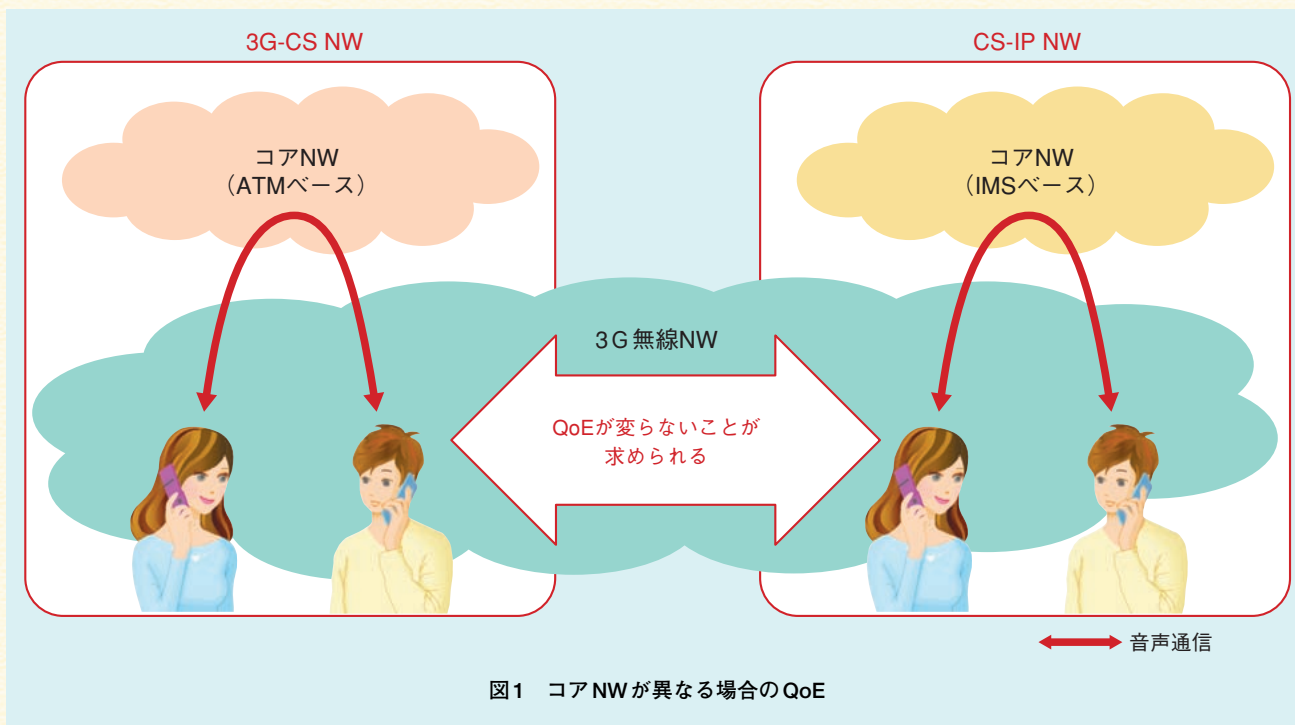 3G-CS NW
CS-IP NW
コアNW
（ATMベース）
コアNW
（IMSベース）
3G無線NW
QoEが変らないことが
求められる
音声通信
図1 コアNWが異なる場合のQoE